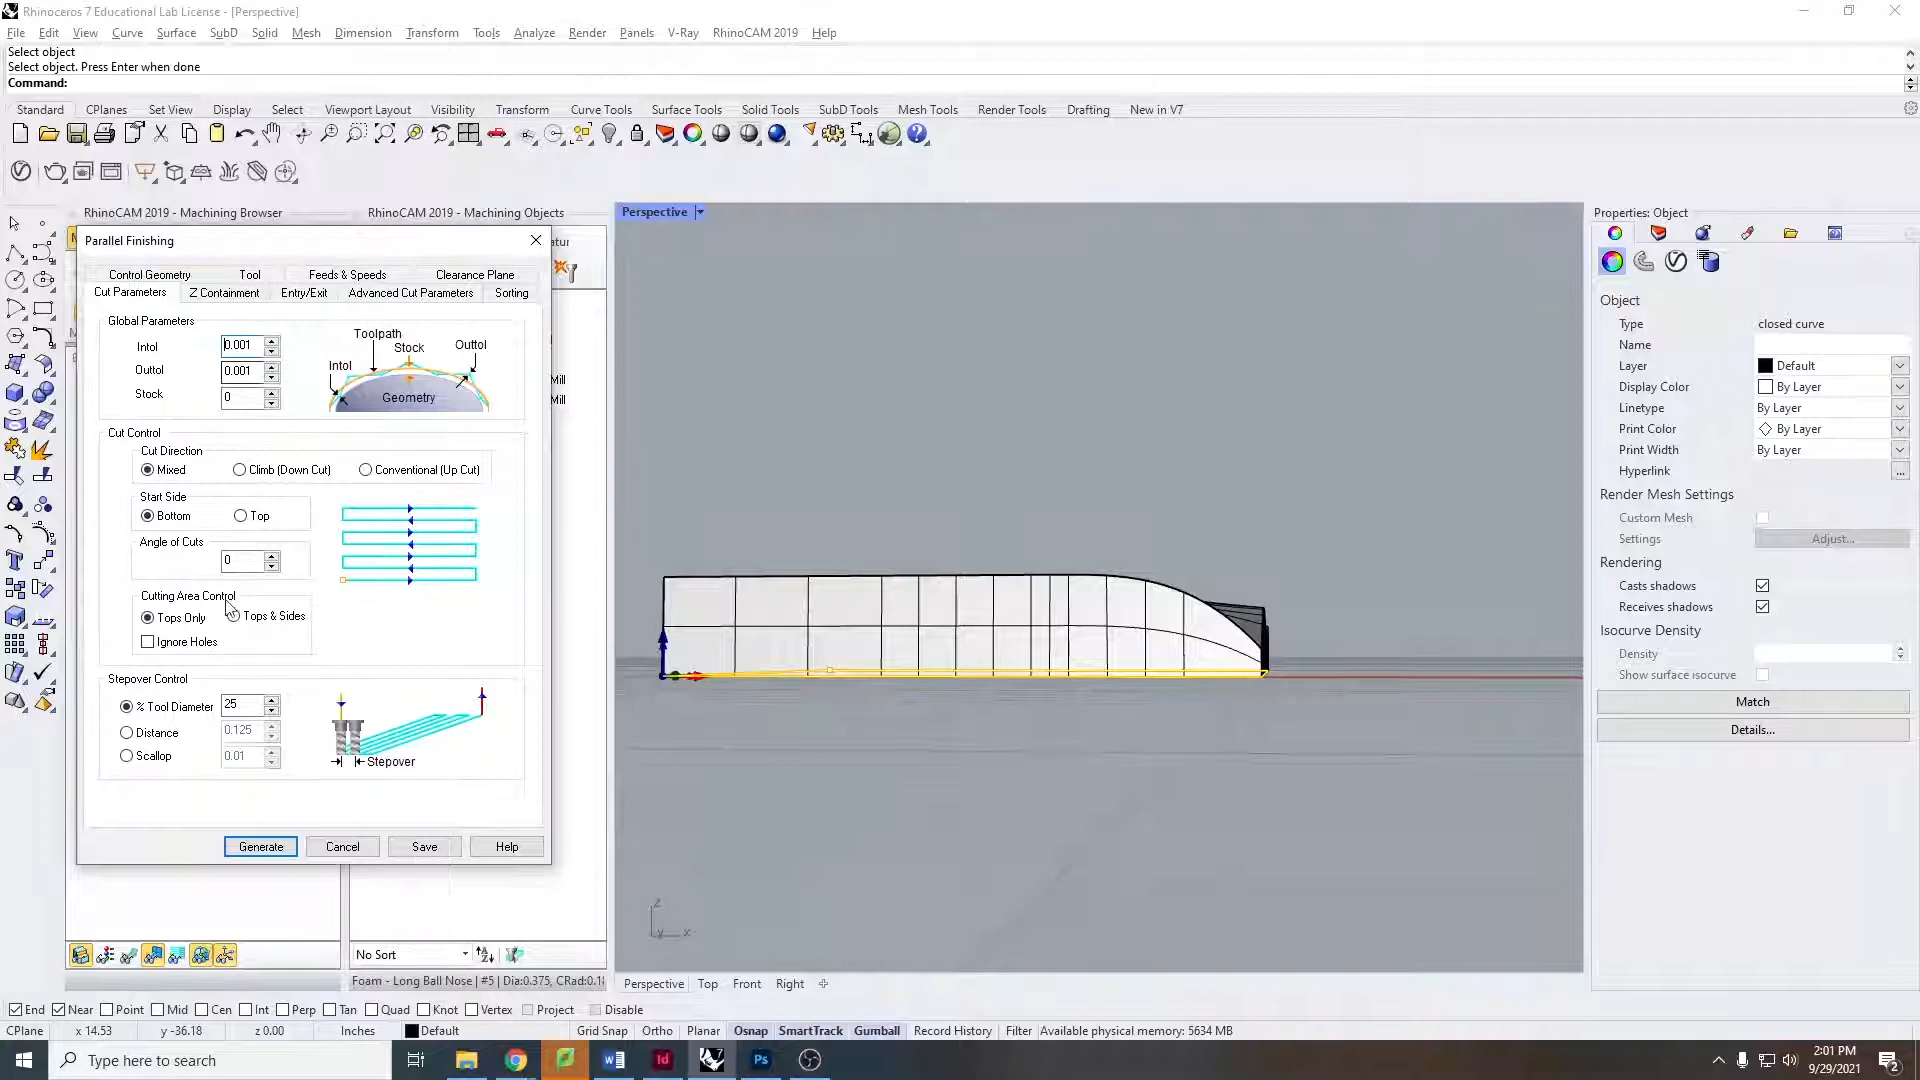 Rhinoceros 7 Educational Lab License - [Perspective]
File Edit View Curve Surface SubD Solid Mesh Dimension Transform Tools Analyze Render Panels V-Ray RhinoCAM 2019 Help
Select object
Select object. Press Enter when done
Command:
Standard CPlanes Set View Display Select Viewport Layout Visibility Transform Curve Tools Surface Tools Solid Tools SubD Tools Mesh Tools Render Tools Drafting New in V7
RhinoCAM 2019 - Machining Browser
RhinoCAM 2019 - Machining Objects
Parallel Finishing
Control Geometry Tool Feeds & Speeds Clearance Plane
Cut Parameters Z Containment Entry/Exit Advanced Cut Parameters Sorting
Global Parameters
Intol 0.001
Outtol 0.001
Stock 0
Toolpath
Stock
Outtol
Intol
Geometry
Cut Control
Cut Direction
Mixed Climb (Down Cut) Conventional (Up Cut)
Start Side
Bottom Top
Angle of Cuts
0
Cutting Area Control
Tops Only Tops & Sides
Ignore Holes
Stepover Control
% Tool Diameter 25
Distance 0.125
Scallop 0.01
Stepover
Generate Cancel Save Help
Mill
Mill
No Sort
Foam - Long Ball Nose | #5 | Dia:0.375, CRad:0.1
Perspective
z
y x
Perspective Top Front Right
Properties: Object
Object
Type closed curve
Name
Layer Default
Display Color By Layer
Linetype By Layer
Print Color By Layer
Print Width By Layer
Hyperlink ...
Render Mesh Settings
Custom Mesh
Settings Adjust...
Rendering
Casts shadows
Receives shadows
Isocurve Density
Density
Show surface isocurve
Match
Details...
End Near Point Mid Cen Int Perp Tan Quad Knot Vertex Project Disable
CPlane x 14.53 y -36.18 z 0.00 Inches Default Grid Snap Ortho Planar Osnap SmartTrack Gumball Record History Filter Available physical memory: 5634 MB
Type here to search
2:01 PM
9/29/2021
2